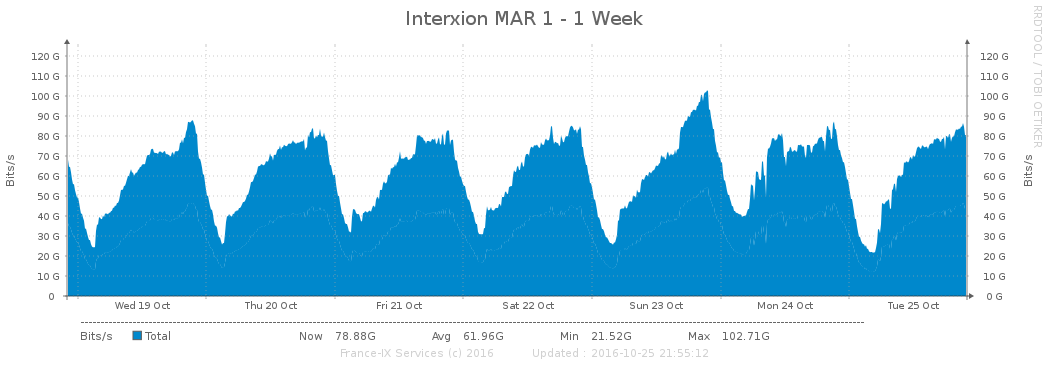 Interxion MAR 1 - 1 Week
RRDTOOL / TOBI OETIKER
Bits/s
120 G
110 G
100 G
90 G
80 G
70 G
60 G
50 G
40 G
30 G
20 G
10 G
0
120 G
110 G
100 G
90 G
80 G
70 G
60 G
50 G
40 G
30 G
20 G
10 G
0 G
Bits/s
Wed 19 Oct Thu 20 Oct Fri 21 Oct Sat 22 Oct Sun 23 Oct Mon 24 Oct Tue 25 Oct
Bits/s Total Now 78.88G Avg 61.96G Min 21.52G Max 102.71G
France-IX Services (c) 2016 Updated : 2016-10-25 21:55:12